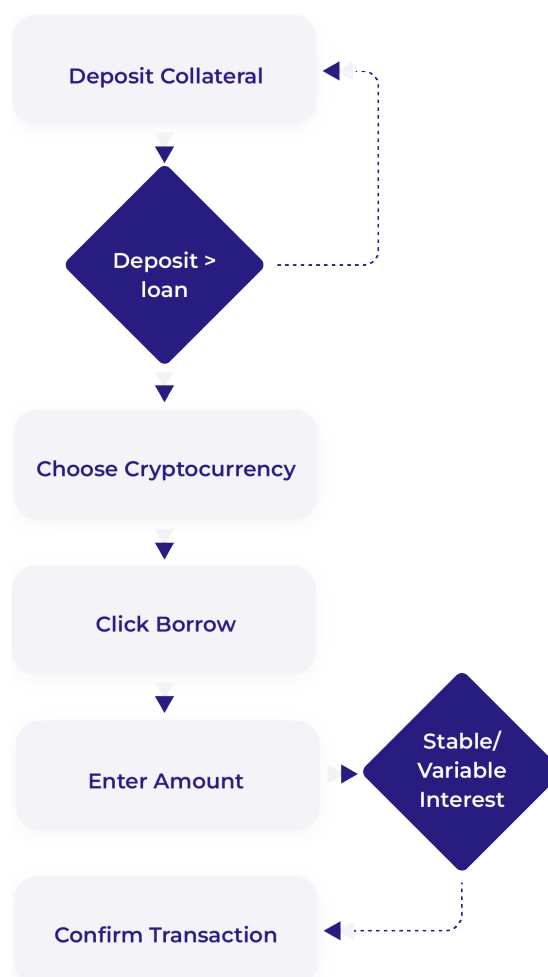 Deposit Collateral
Deposit >
loan
Choose Cryptocurrency
Click Borrow
Enter Amount
Stable/
Variable
Interest
Confirm Transaction